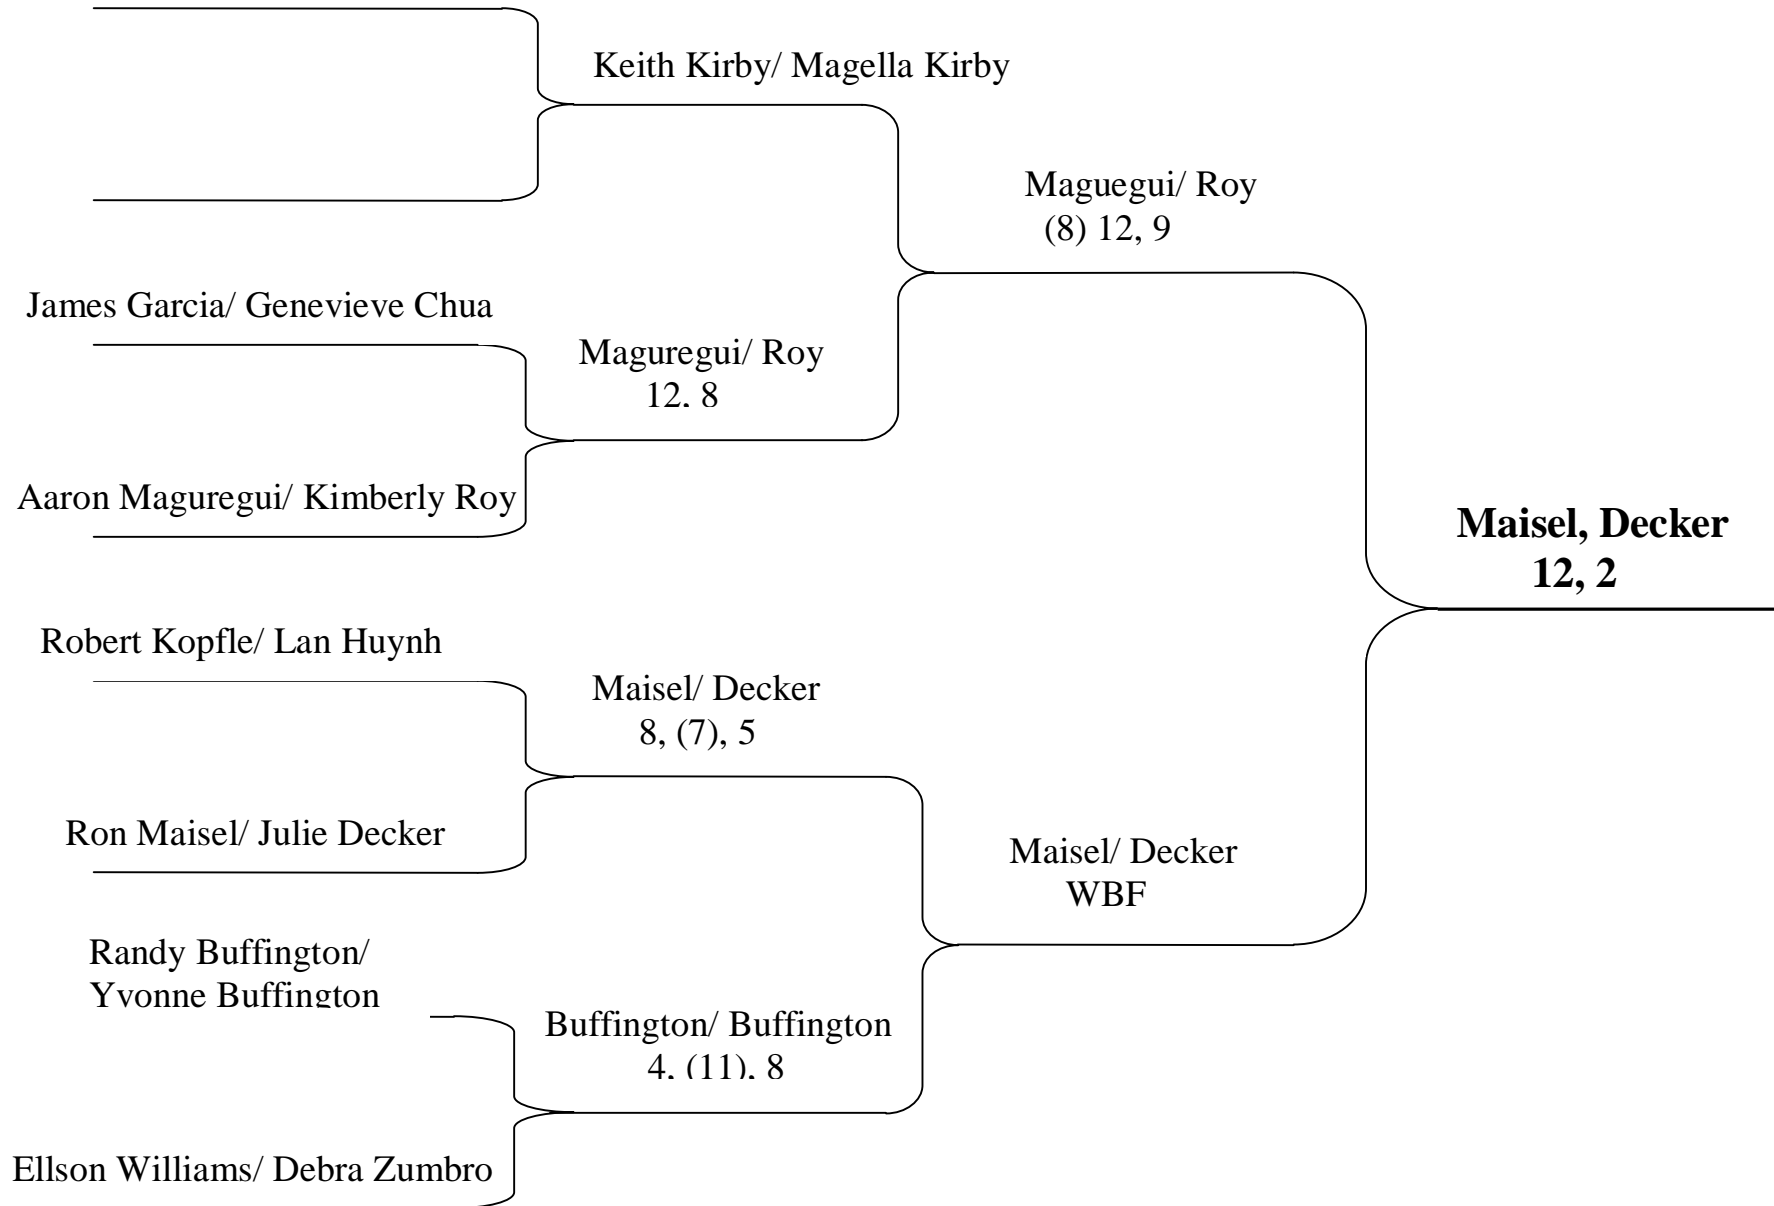 Keith Kirby/ Magella Kirby
Maguegui/ Roy
(8) 12, 9
James Garcia/ Genevieve Chua
Maguregui/ Roy
12, 8
Aaron Maguregui/ Kimberly Roy
Maisel, Decker
12, 2
Robert Kopfle/ Lan Huynh
Maisel/ Decker
8, (7), 5
Ron Maisel/ Julie Decker
Maisel/ Decker
WBF
Randy Buffington/
Yvonne Buffington
Buffington/ Buffington
4, (11), 8
Ellson Williams/ Debra Zumbro